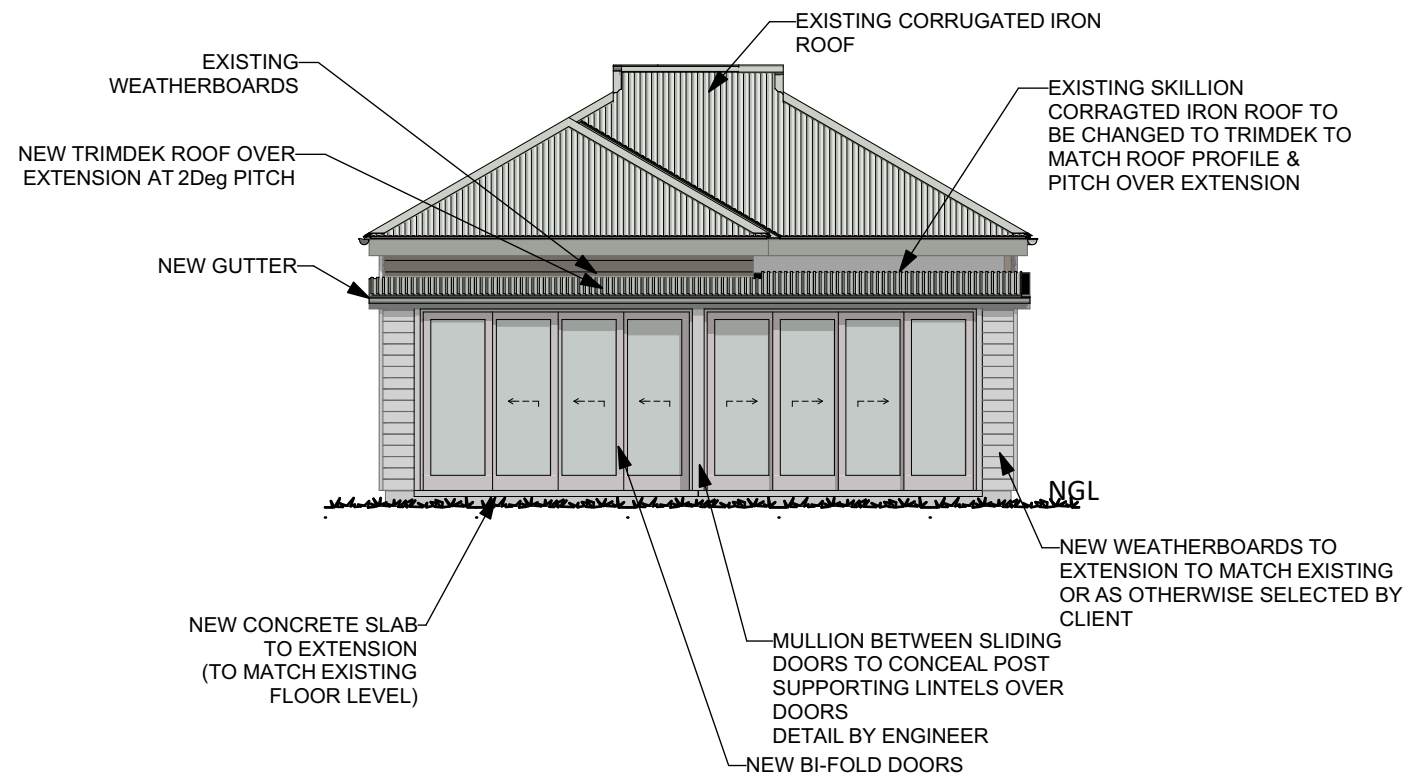 EXISTING CORRUGATED IRON
ROOF
EXISTING
WEATHERBOARDS
EXISTING SKILLION
CORRAGTED IRON ROOF TO
BE CHANGED TO TRIMDEK TO
MATCH ROOF PROFILE &
PITCH OVER EXTENSION
NEW TRIMDEK ROOF OVER
EXTENSION AT 2Deg PITCH
NEW GUTTER
NGL
NEW WEATHERBOARDS TO
EXTENSION TO MATCH EXISTING
OR AS OTHERWISE SELECTED BY
CLIENT
NEW CONCRETE SLAB
TO EXTENSION
(TO MATCH EXISTING
FLOOR LEVEL)
MULLION BETWEEN SLIDING
DOORS TO CONCEAL POST
SUPPORTING LINTELS OVER
DOORS
DETAIL BY ENGINEER
NEW BI-FOLD DOORS